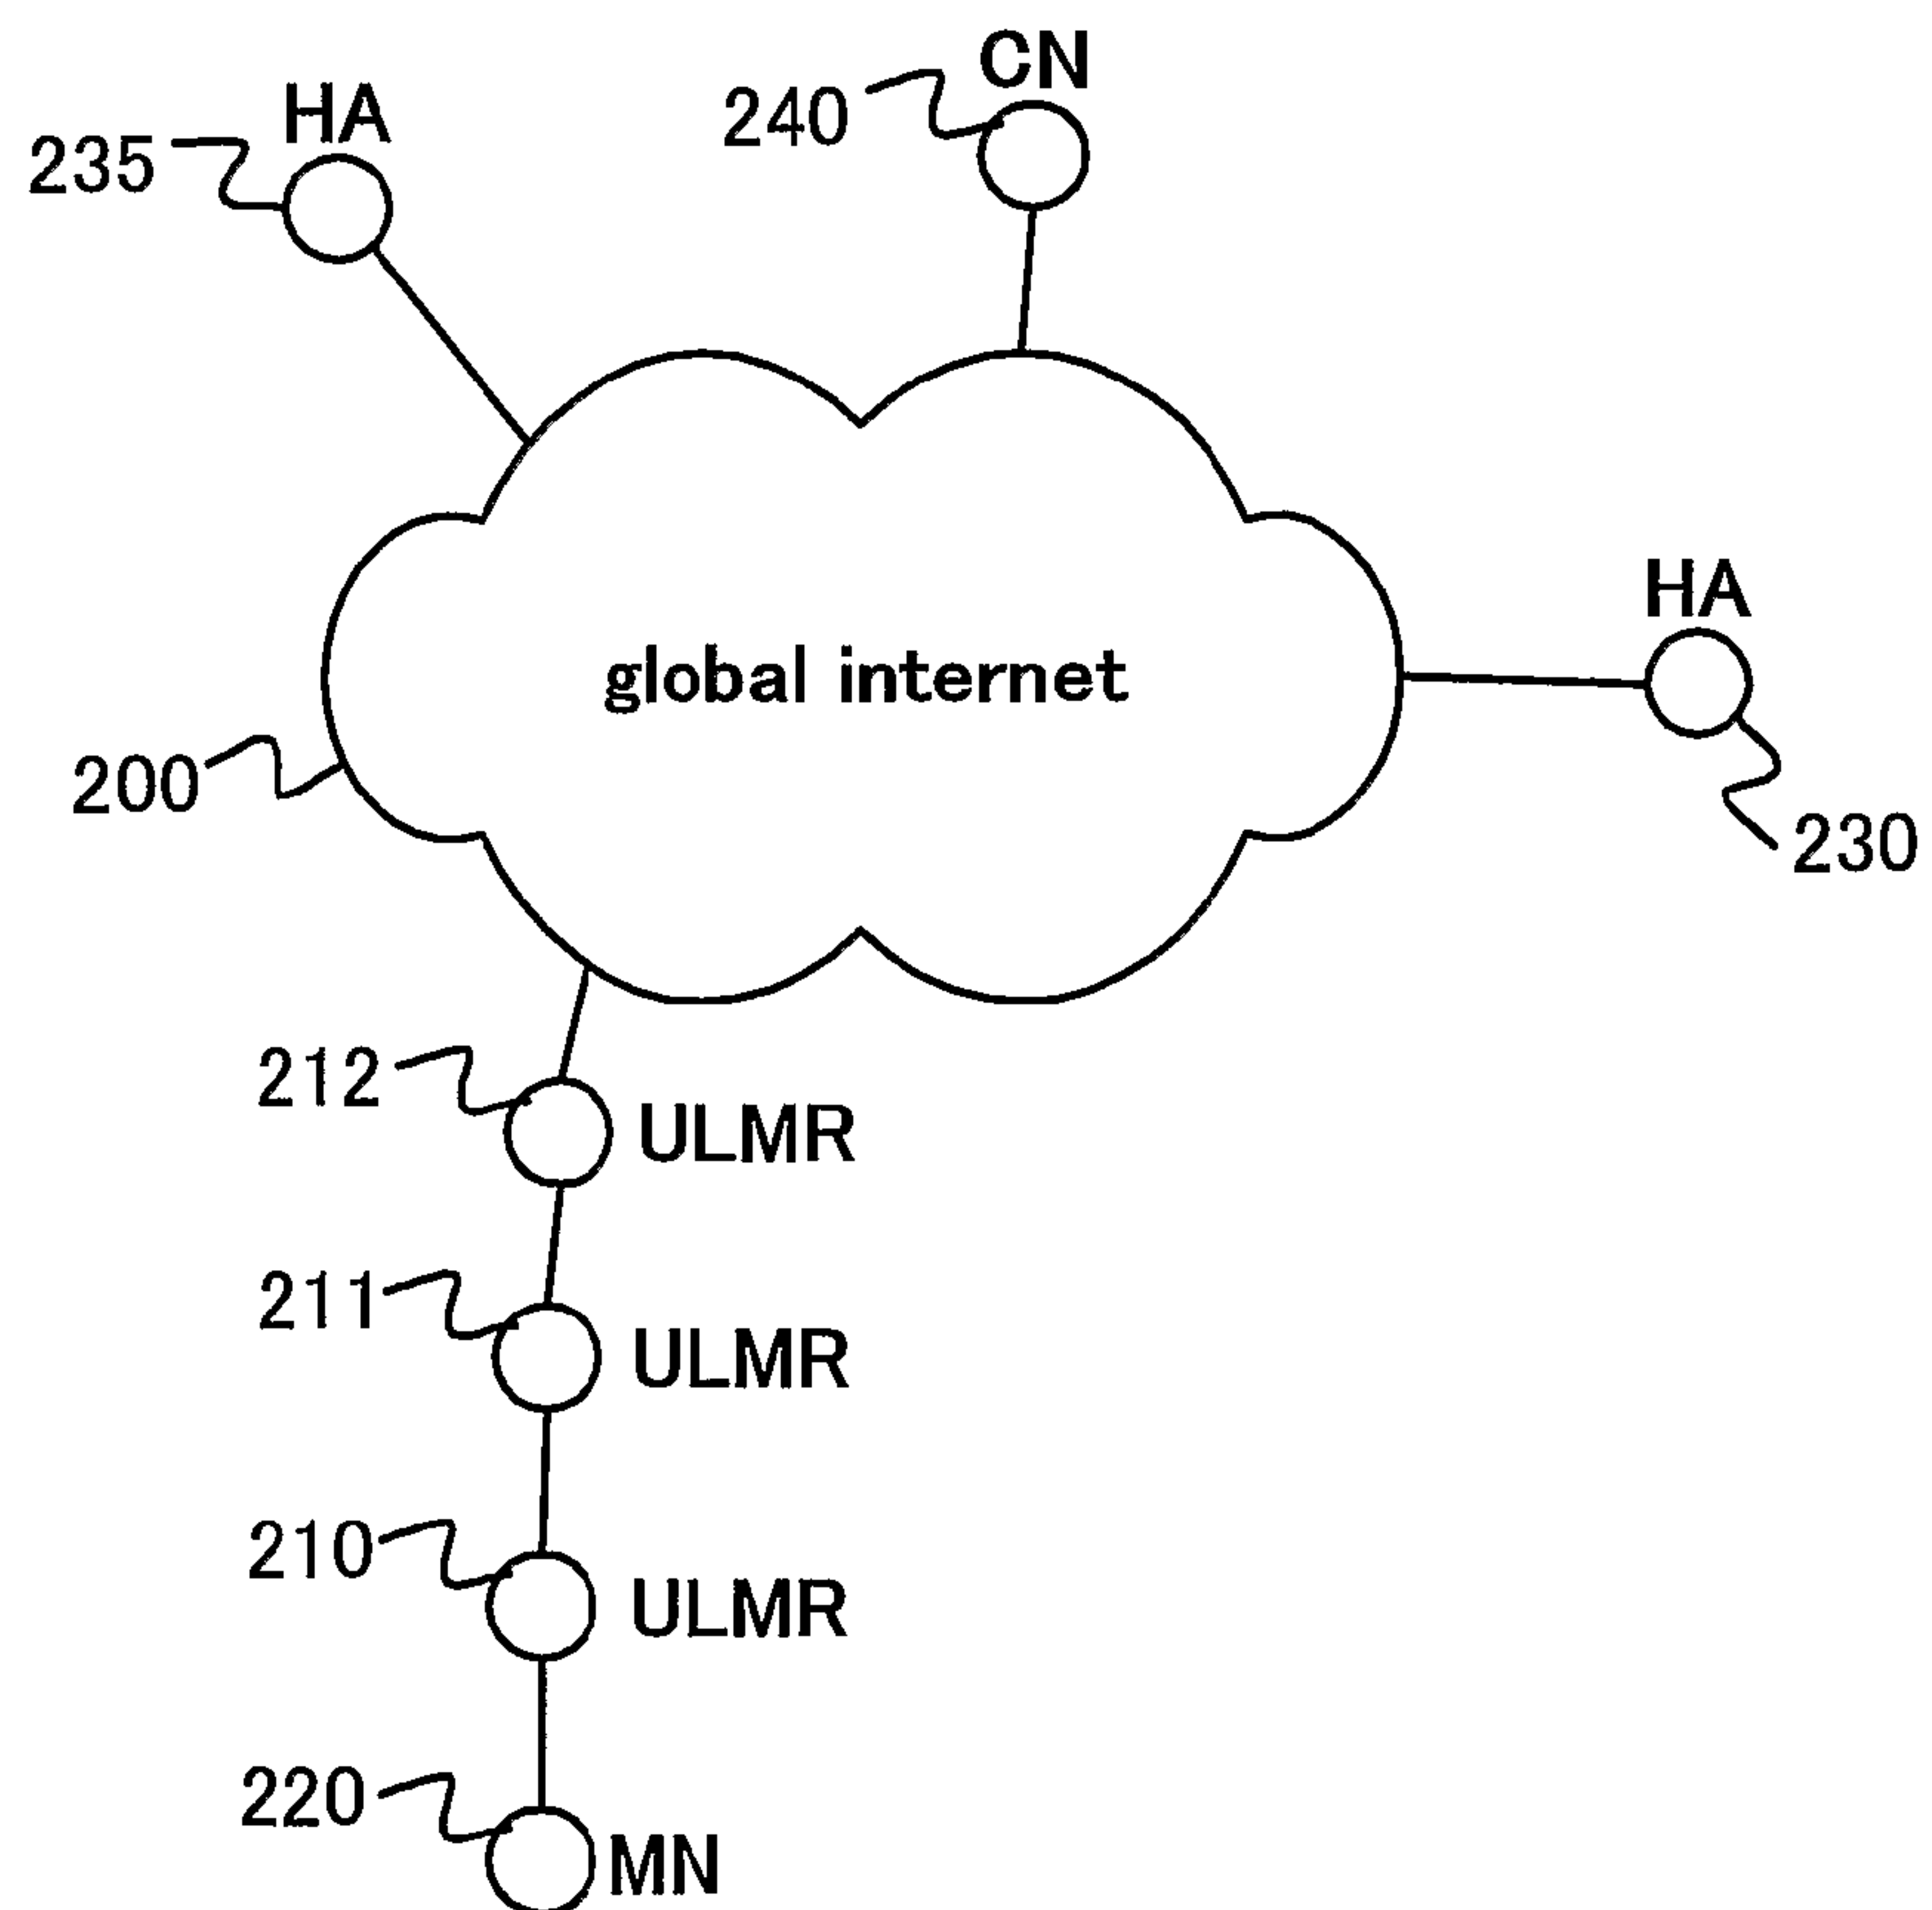 CN
240
HA
235
HA
global internet
200
230
212
ULMR
211
ULMR
210
ULMR
220
MN